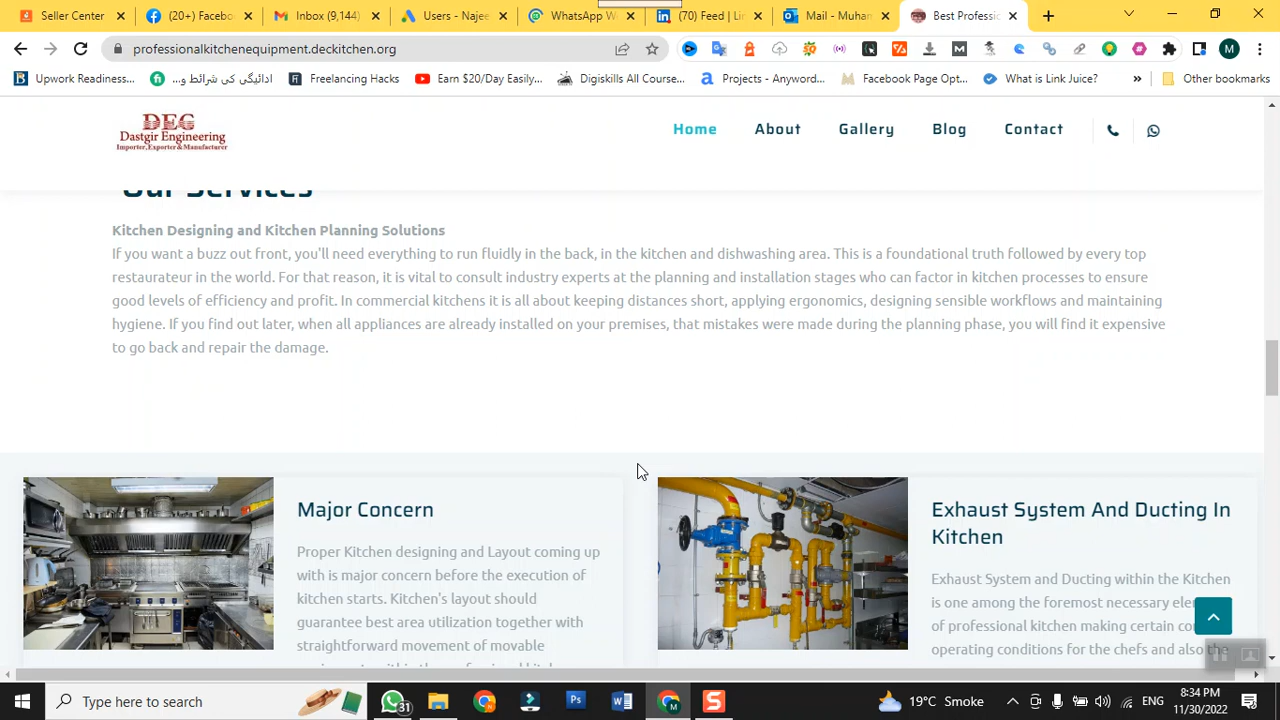 Seller Center
(20+) Facebo
Inbox (9,144)
Users - Najee
WhatsApp W
(70) Feed | Lin
Mail - Muham
Best Professio
professionalkitchenequipment.deckitchen.org
M
Upwork Readiness...
ادائیگی کی شرائط و...
Freelancing Hacks
Earn $20/Day Easily...
Digiskills All Course...
Projects - Anyword...
Facebook Page Opt...
What is Link Juice?
»
Other bookmarks
DEC
Dastgir Engineering
Importer,Exporter&Manufacturer
Home
About
Gallery
Blog
Contact
Our Services
Kitchen Designing and Kitchen Planning Solutions
If you want a buzz out front, you'll need everything to run fluidly in the back, in the kitchen and dishwashing area. This is a foundational truth followed by every top
restaurateur in the world. For that reason, it is vital to consult industry experts at the planning and installation stages who can factor in kitchen processes to ensure
good levels of efficiency and profit. In commercial kitchens it is all about keeping distances short, applying ergonomics, designing sensible workflows and maintaining
hygiene. If you find out later, when all appliances are already installed on your premises, that mistakes were made during the planning phase, you will find it expensive
to go back and repair the damage.
Major Concern
Proper Kitchen designing and Layout coming up
with is major concern before the execution of
kitchen starts. Kitchen's layout should
guarantee best area utilization together with
straightforward movement of movable
Exhaust System And Ducting In
Kitchen
Exhaust System and Ducting within the Kitchen
is one among the foremost necessary
of professional kitchen making certain
operating conditions for the chefs and also the
Type here to search
31
19°C Smoke
ENG
8:34 PM
11/30/2022